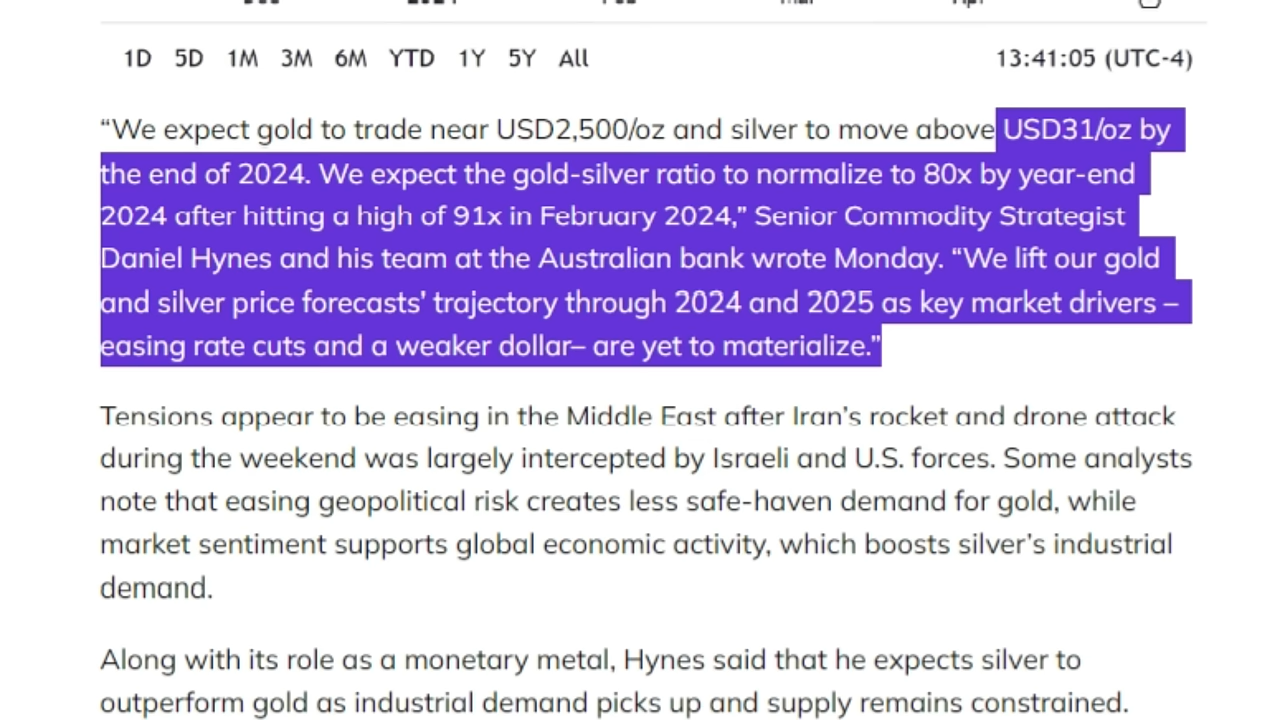 1D 5D 1M 3M 6M YTD 1Y 5Y All 13:41:05 (UTC-4)
“We expect gold to trade near USD2,500/oz and silver to move above USD31/oz by
the end of 2024. We expect the gold-silver ratio to normalize to 80x by year-end
2024 after hitting a high of 91x in February 2024,” Senior Commodity Strategist
Daniel Hynes and his team at the Australian bank wrote Monday. “We lift our gold
and silver price forecasts' trajectory through 2024 and 2025 as key market drivers –
easing rate cuts and a weaker dollar– are yet to materialize.”
Tensions appear to be easing in the Middle East after Iran’s rocket and drone attack
during the weekend was largely intercepted by Israeli and U.S. forces. Some analysts
note that easing geopolitical risk creates less safe-haven demand for gold, while
market sentiment supports global economic activity, which boosts silver’s industrial
demand.
Along with its role as a monetary metal, Hynes said that he expects silver to
outperform gold as industrial demand picks up and supply remains constrained.